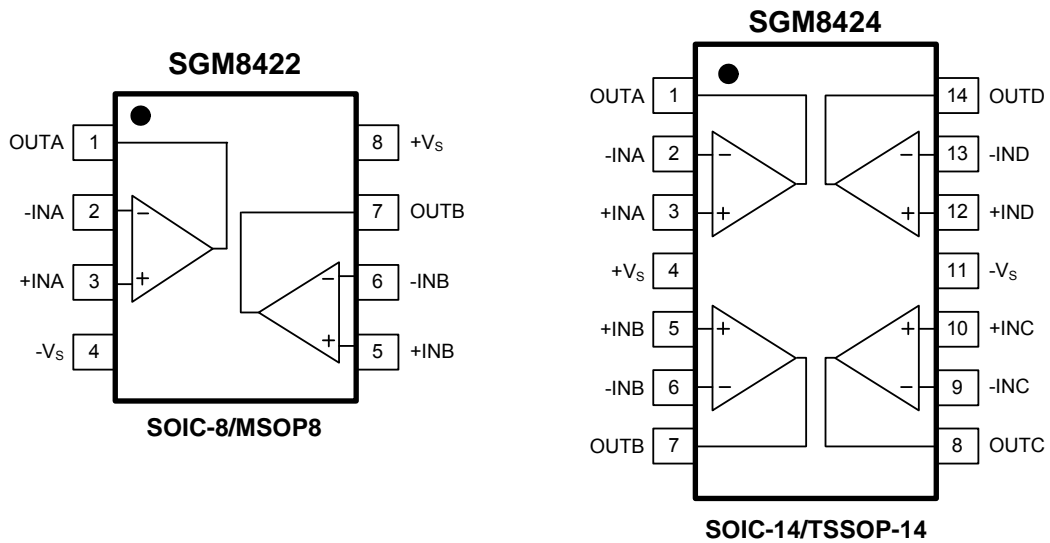 SGM8422
OUTA 1 8 +VS
-INA 2 − 7 OUTB
+INA 3 + − 6 -INB
-VS 4 + 5 +INB
SOIC-8/MSOP8
SGM8424
OUTA 1 14 OUTD
-INA 2 − − 13 -IND
+INA 3 + + 12 +IND
+VS 4 11 -VS
+INB 5 + + 10 +INC
-INB 6 − − 9 -INC
OUTB 7 8 OUTC
SOIC-14/TSSOP-14